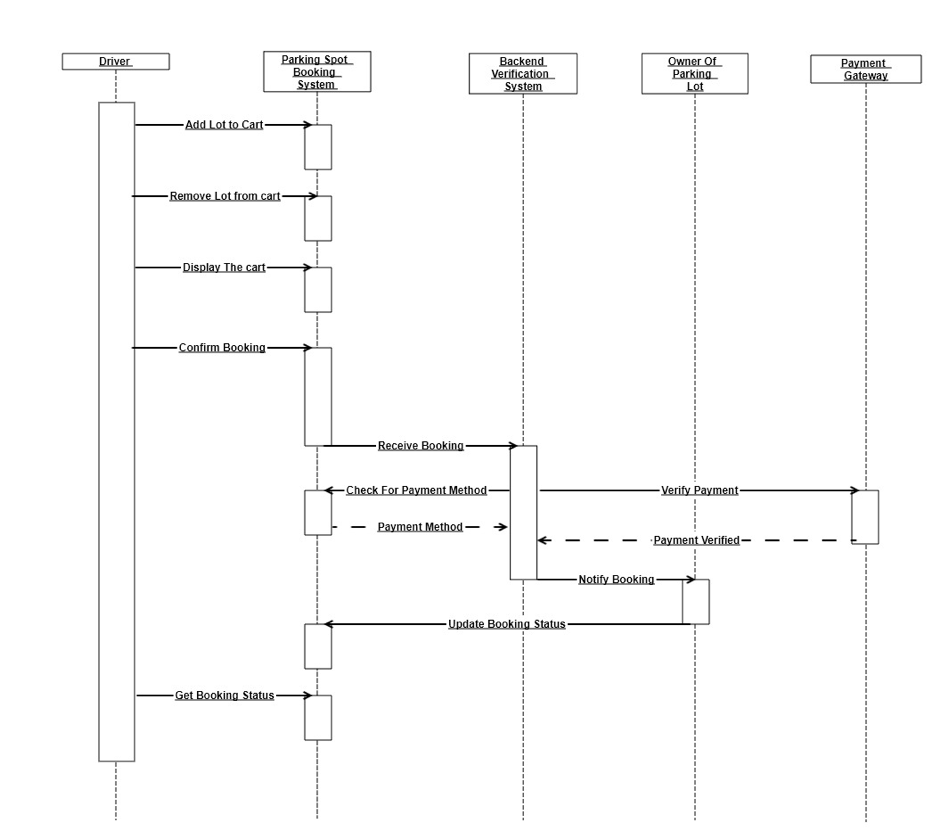 Driver
Parking Spot
Booking
System
Backend
Verification
System
Owner Of
Parking
Lot
Payment
Gateway
Add Lot to Cart
Remove Lot from cart
Display The cart
Confirm Booking
Receive Booking
Check For Payment Method
Verify Payment
Payment Method
Payment Verified
Notify Booking
Update Booking Status
Get Booking Status